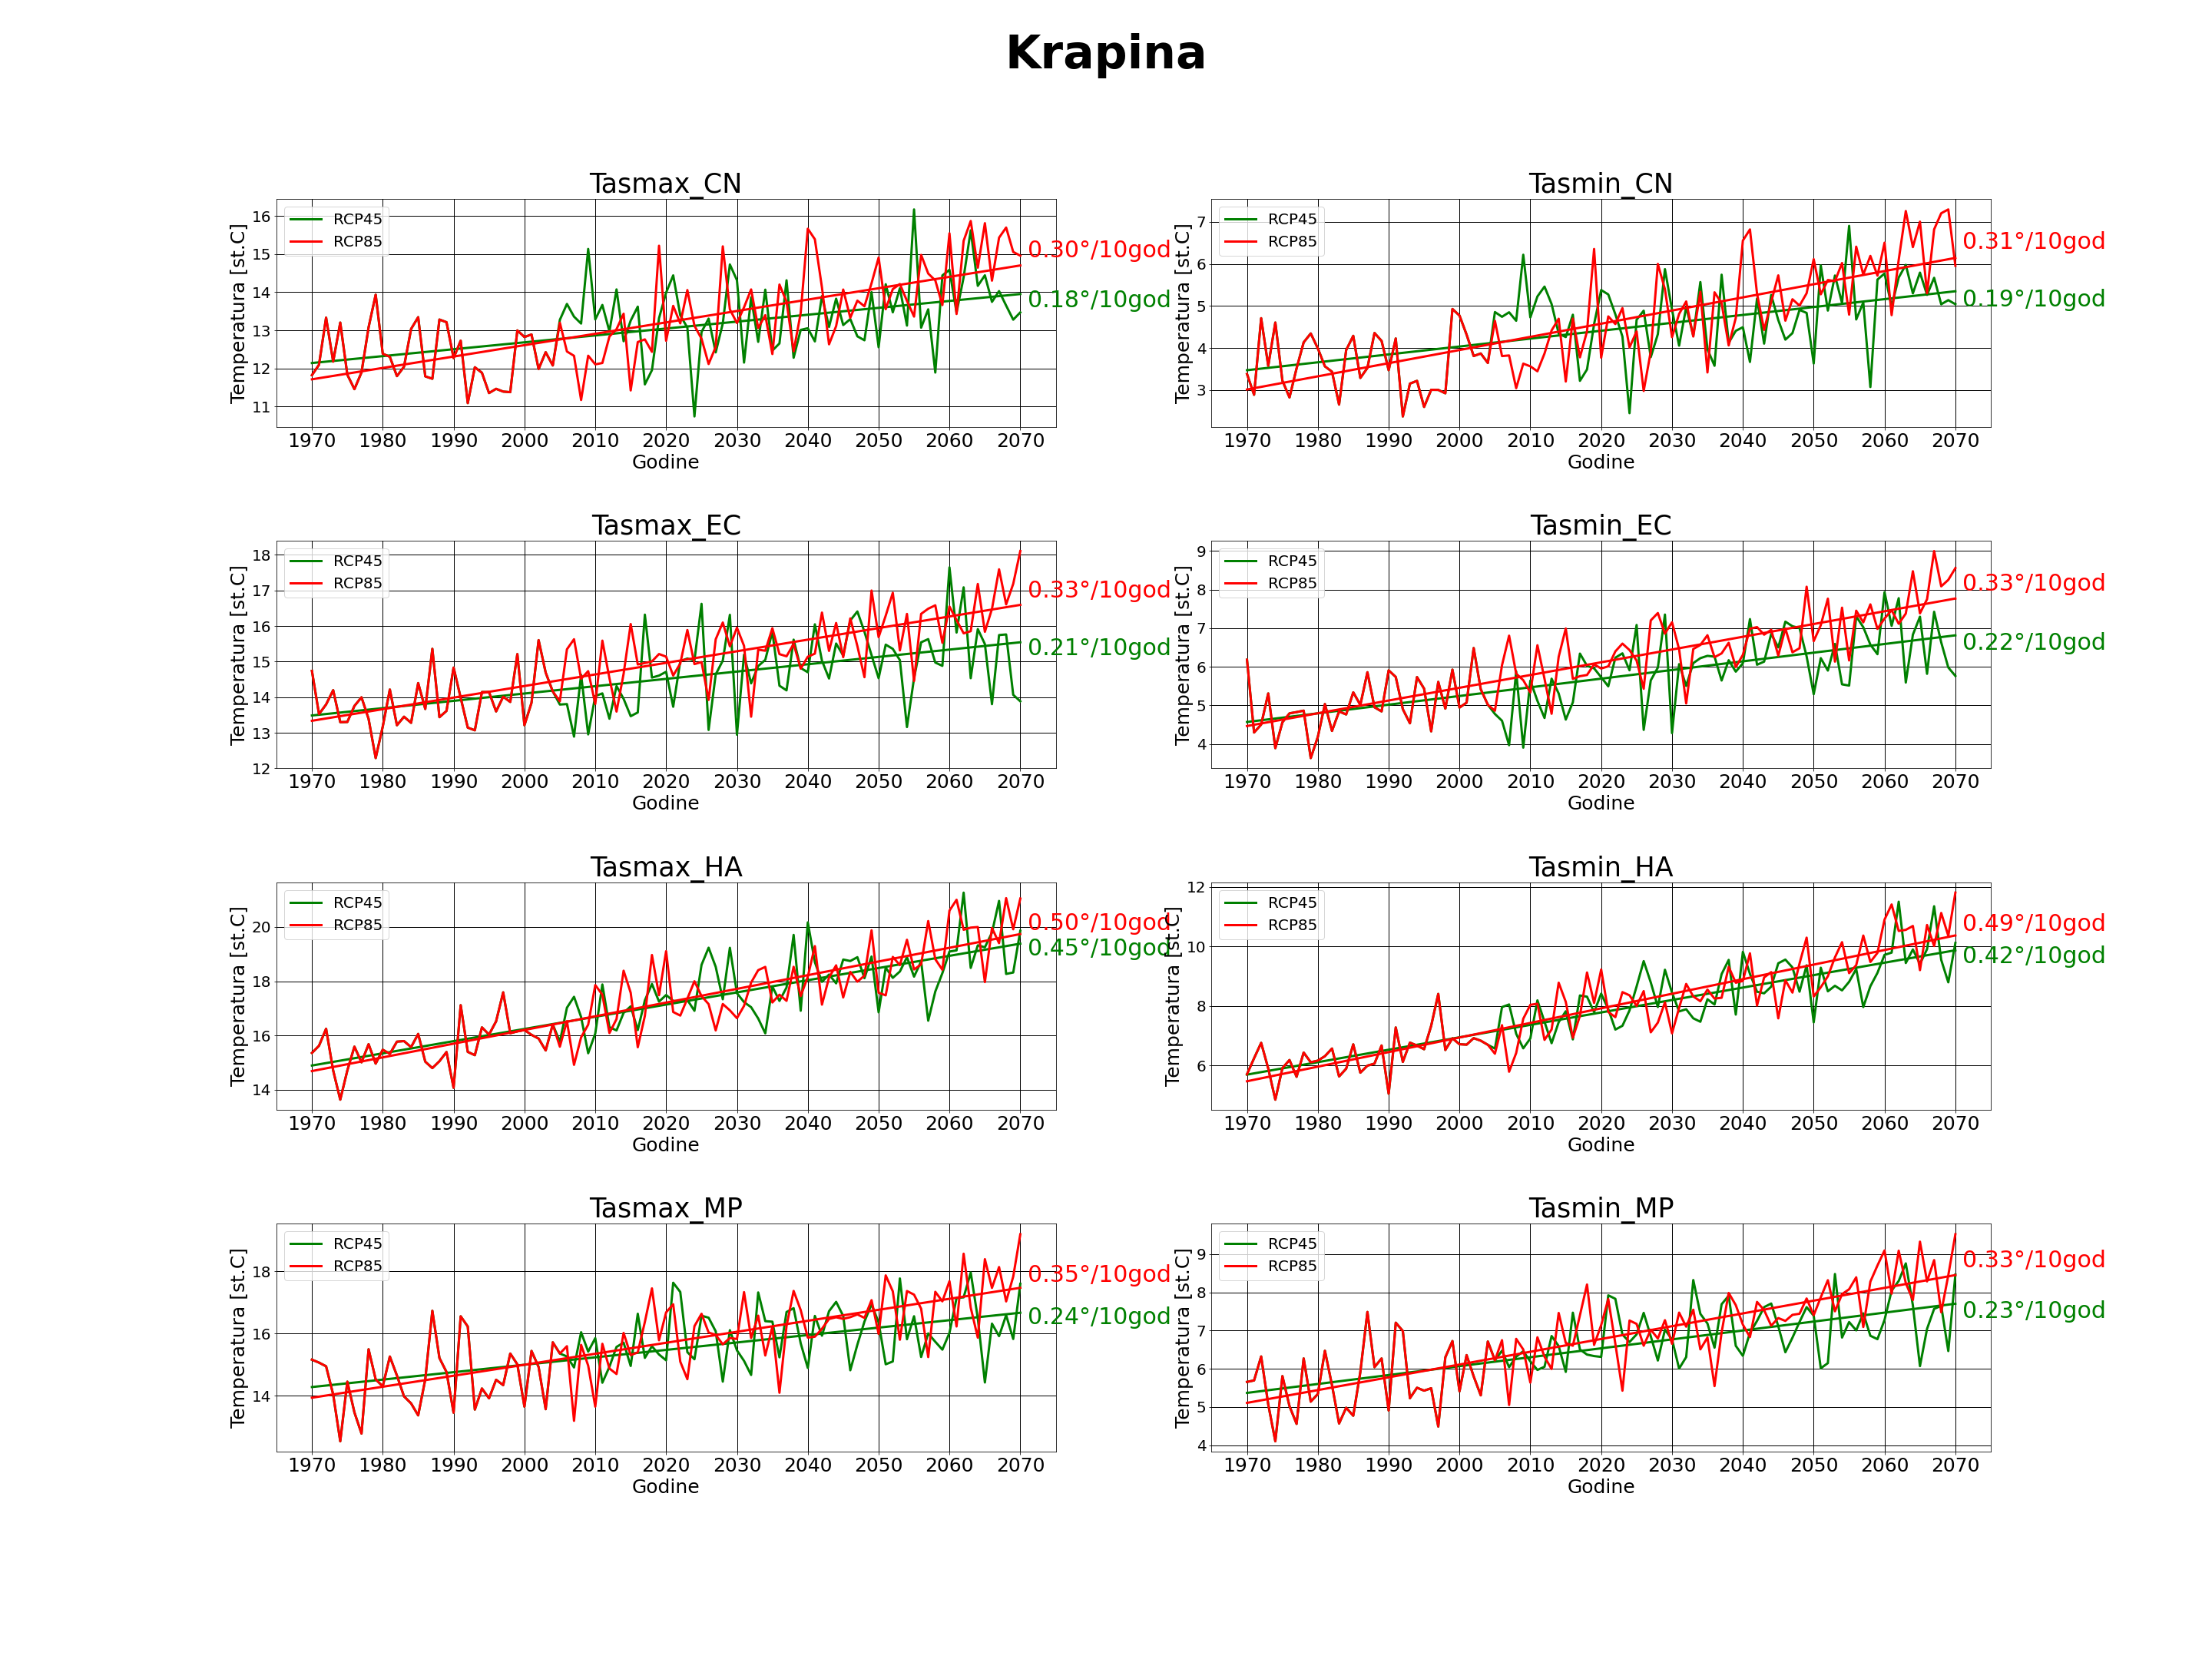 Krapina
Tasmax_CN
Temperatura [st.C]
16
15
14
13
12
11
RCP45
RCP85
0.30°/10god
0.18°/10god
1970 1980 1990 2000 2010 2020 2030 2040 2050 2060 2070
Godine
Tasmin_CN
Temperatura [st.C]
7
6
5
4
3
RCP45
RCP85
0.31°/10god
0.19°/10god
1970 1980 1990 2000 2010 2020 2030 2040 2050 2060 2070
Godine
Tasmax_EC
Temperatura [st.C]
18
17
16
15
14
13
12
RCP45
RCP85
0.33°/10god
0.21°/10god
1970 1980 1990 2000 2010 2020 2030 2040 2050 2060 2070
Godine
Tasmin_EC
Temperatura [st.C]
9
8
7
6
5
4
RCP45
RCP85
0.33°/10god
0.22°/10god
1970 1980 1990 2000 2010 2020 2030 2040 2050 2060 2070
Godine
Tasmax_HA
Temperatura [st.C]
20
18
16
14
RCP45
RCP85
0.50°/10god
0.45°/10god
1970 1980 1990 2000 2010 2020 2030 2040 2050 2060 2070
Godine
Tasmin_HA
Temperatura [st.C]
12
10
8
6
RCP45
RCP85
0.49°/10god
0.42°/10god
1970 1980 1990 2000 2010 2020 2030 2040 2050 2060 2070
Godine
Tasmax_MP
Temperatura [st.C]
18
16
14
RCP45
RCP85
0.35°/10god
0.24°/10god
1970 1980 1990 2000 2010 2020 2030 2040 2050 2060 2070
Godine
Tasmin_MP
Temperatura [st.C]
9
8
7
6
5
4
RCP45
RCP85
0.33°/10god
0.23°/10god
1970 1980 1990 2000 2010 2020 2030 2040 2050 2060 2070
Godine